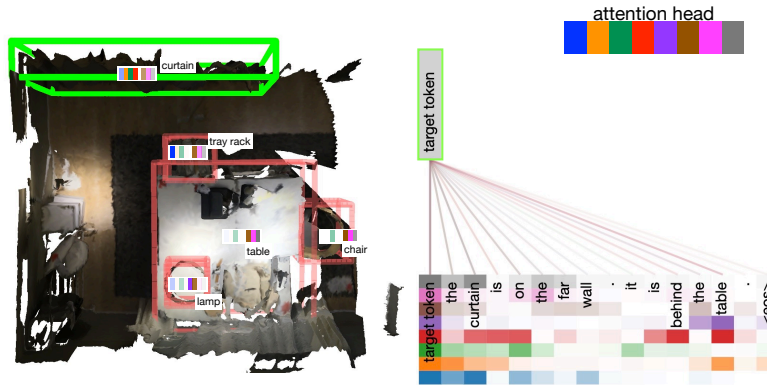 attention head
curtain
tray rack
table
chair
lamp
target token
target token
the
curtain
is
on
the
far
wall
.
it
is
behind
the
table
.